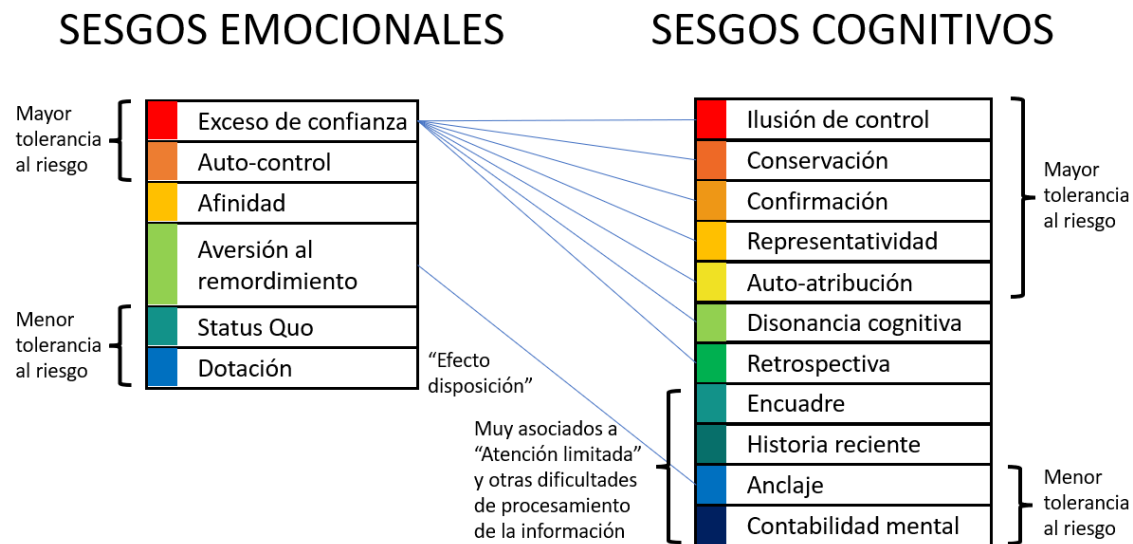 SESGOS EMOCIONALES
Mayor
tolerancia
al riesgo
Exceso de confianza
Auto-control
Afinidad
Aversión al
remordimiento
Menor
tolerancia
al riesgo
Status Quo
Dotación
“Efecto
disposición”
SESGOS COGNITIVOS
Ilusión de control
Conservación
Confirmación
Representatividad
Auto-atribución
Mayor
tolerancia
al riesgo
Disonancia cognitiva
Retrospectiva
Encuadre
Historia reciente
Anclaje
Contabilidad mental
Muy asociados a
“Atención limitada”
y otras dificultades
de procesamiento
de la información
Menor
tolerancia
al riesgo